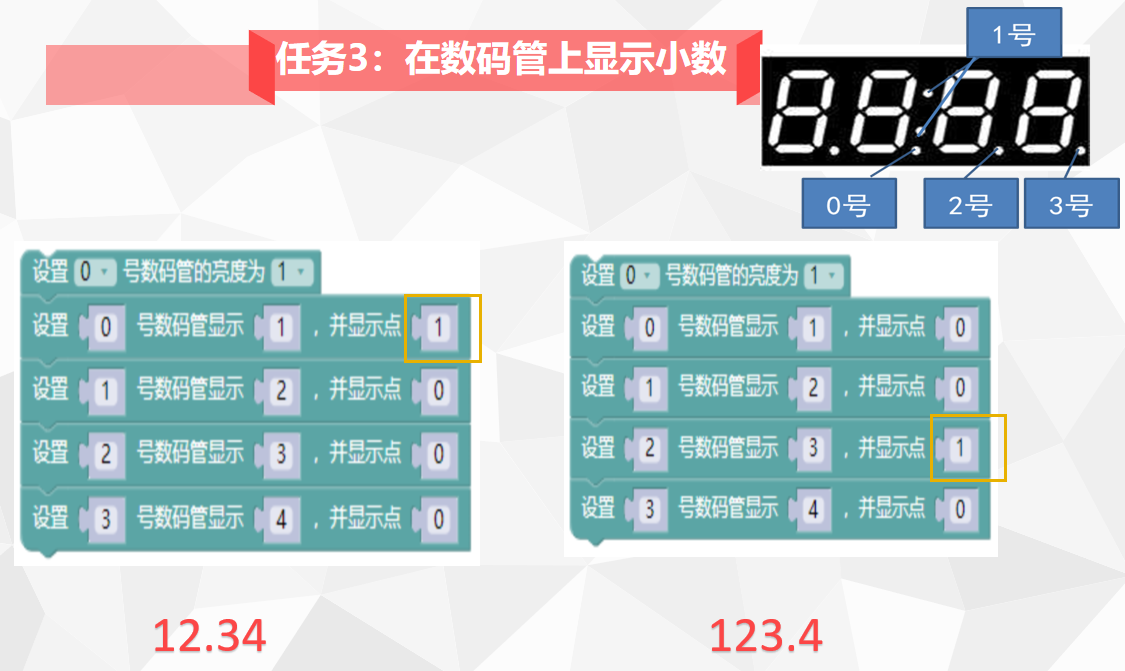 任务3：在数码管上显示小数
1号
0号
2号
3号
设置 0 号数码管的亮度为 1
设置 0 号数码管显示 1 ，并显示点 1
设置 1 号数码管显示 2 ，并显示点 0
设置 2 号数码管显示 3 ，并显示点 0
设置 3 号数码管显示 4 ，并显示点 0
12.34
设置 0 号数码管的亮度为 1
设置 0 号数码管显示 1 ，并显示点 0
设置 1 号数码管显示 2 ，并显示点 0
设置 2 号数码管显示 3 ，并显示点 1
设置 3 号数码管显示 4 ，并显示点 0
123.4